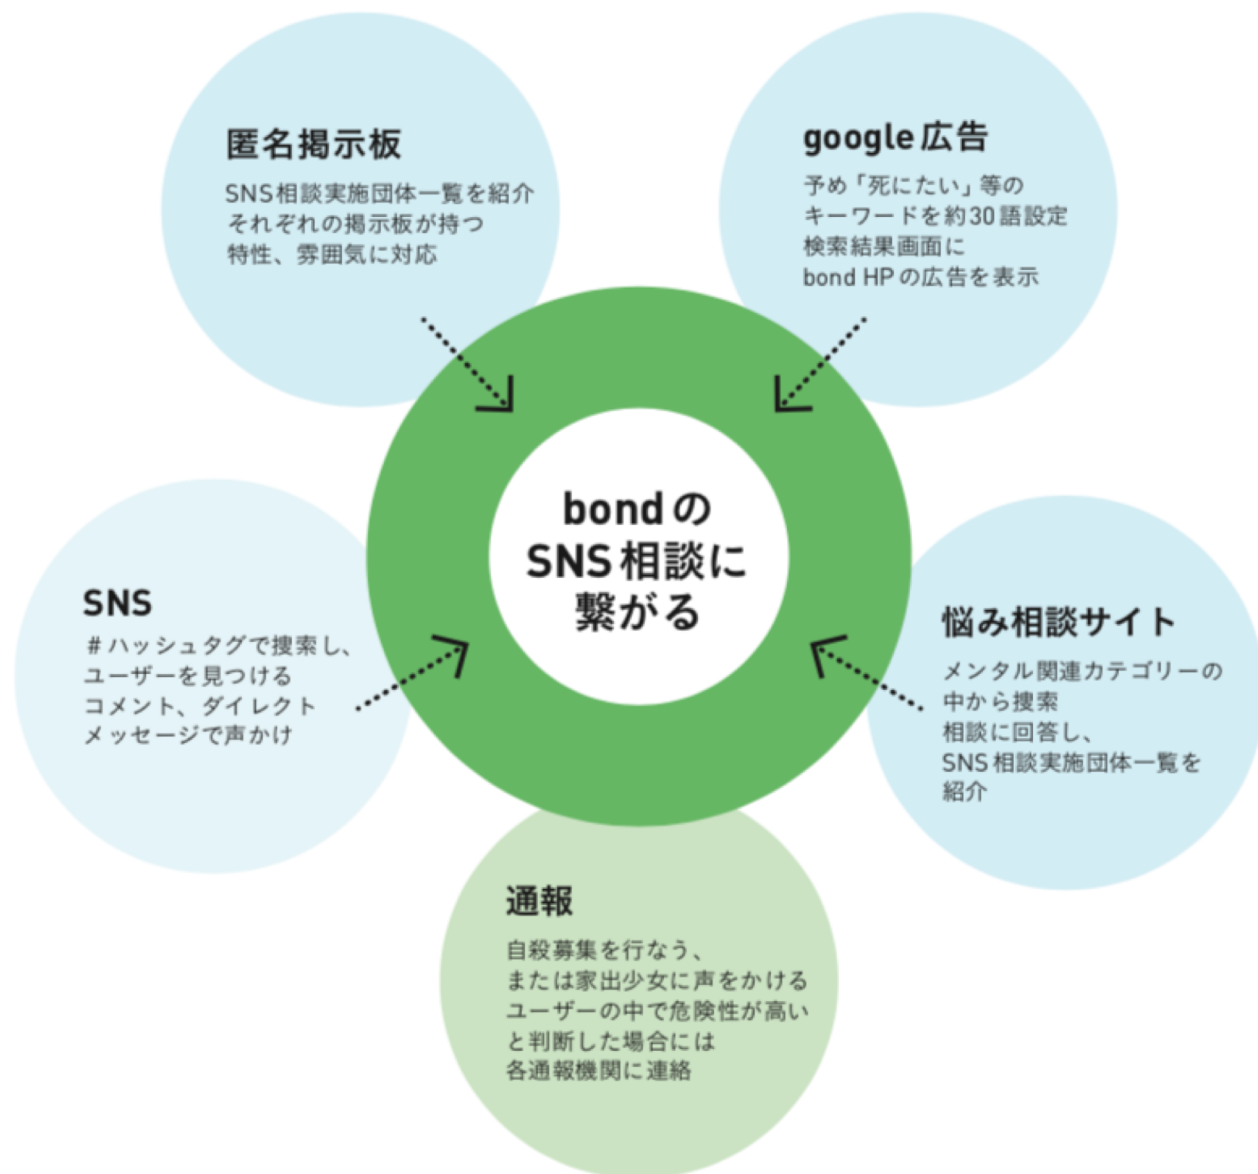 匿名掲示板
SNS相談実施団体一覧を紹介
それぞれの掲示板が持つ
特性、雰囲気に対応
google広告
予め「死にたい」等の
キーワードを約30語設定
検索結果画面に
bond HPの広告を表示
bondの
SNS相談に
繋がる
SNS
#ハッシュタグで捜索し、
ユーザーを見つける
コメント、ダイレクト
メッセージで声かけ
悩み相談サイト
メンタル関連カテゴリーの
中から捜索
相談に回答し、
SNS相談実施団体一覧を
紹介
通報
自殺募集を行なう、
または家出少女に声をかける
ユーザーの中で危険性が高い
と判断した場合には
各通報機関に連絡